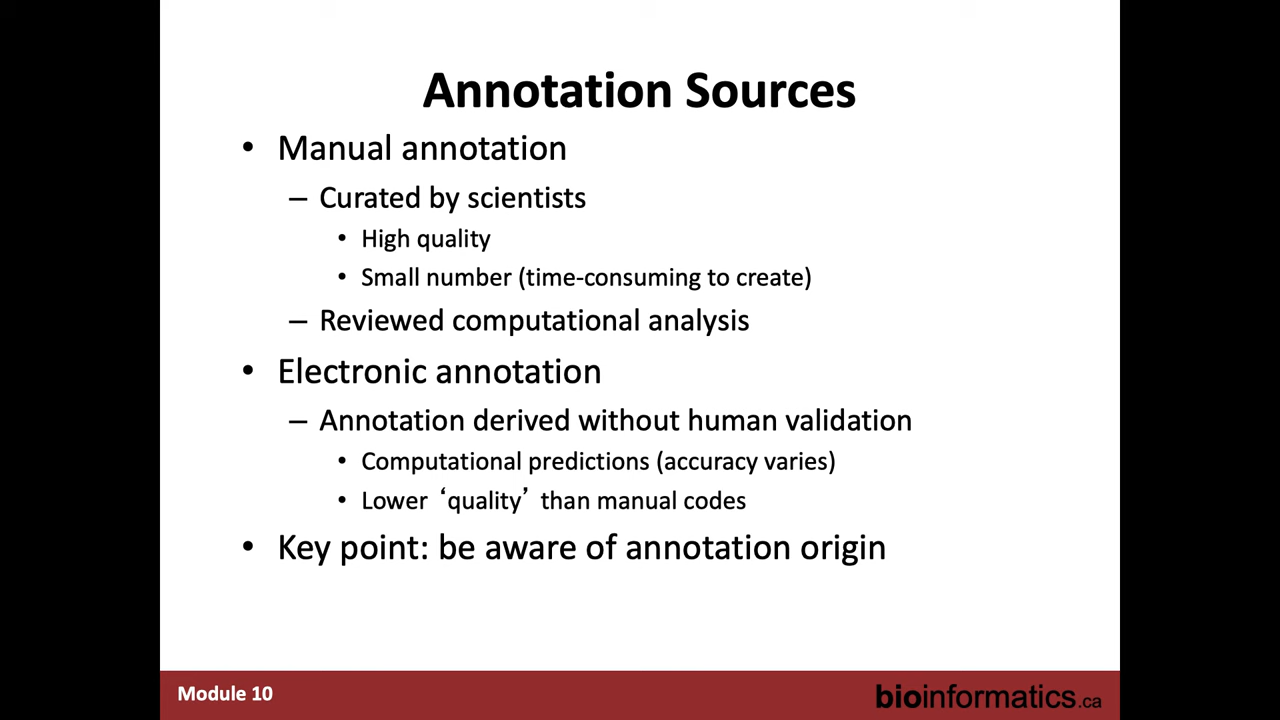 Annotation Sources
• Manual annotation
– Curated by scientists
• High quality
• Small number (time-consuming to create)
– Reviewed computational analysis
• Electronic annotation
– Annotation derived without human validation
• Computational predictions (accuracy varies)
• Lower ‘quality’ than manual codes
• Key point: be aware of annotation origin
Module 10
bioinformatics.ca